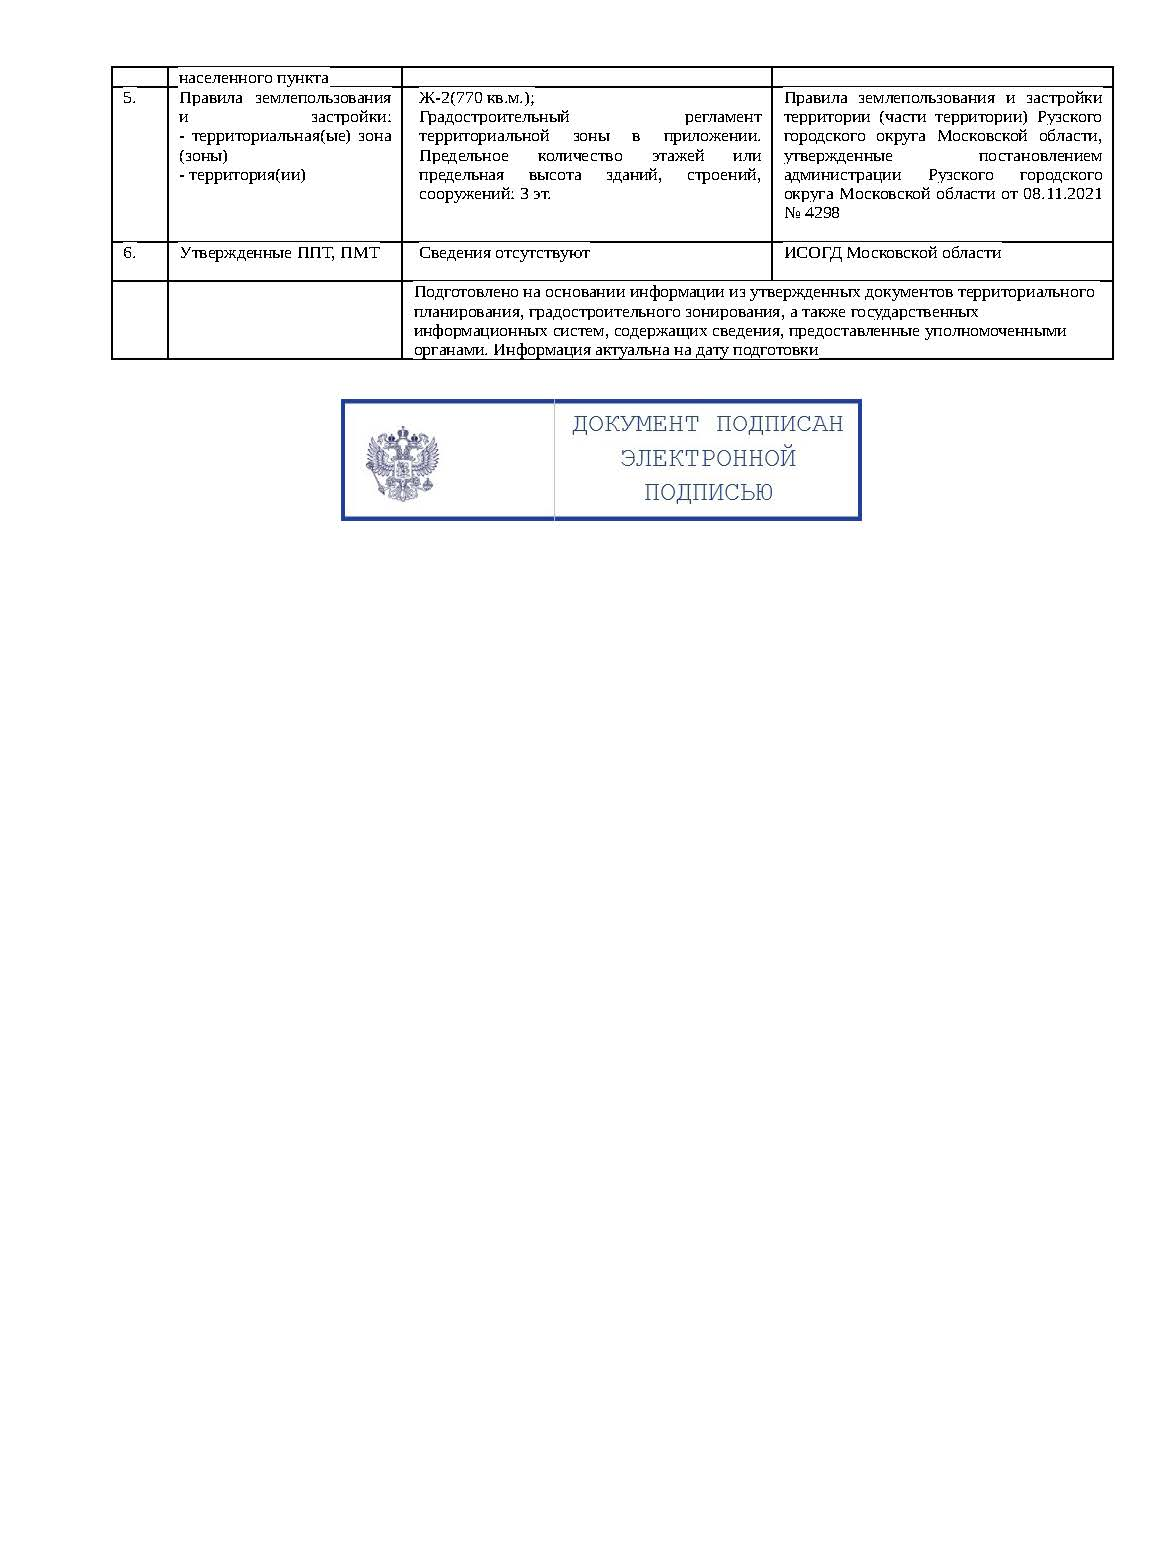 населенного пункта
5.
Правила землепользования
и застройки:
- территориальная(ые) зона
(зоны)
- территория(ии)
Ж-2(770 кв.м.);
Градостроительный регламент
территориальной зоны в приложении.
Предельное количество этажей или
предельная высота зданий, строений,
сооружений: 3 эт.
Правила землепользования и застройки
территории (части территории) Рузского
городского округа Московской области,
утвержденные постановлением
администрации Рузского городского
округа Московской области от 08.11.2021
№ 4298
6.
Утвержденные ППТ, ПМТ
Сведения отсутствуют
ИСОГД Московской области
Подготовлено на основании информации из утвержденных документов территориального
планирования, градостроительного зонирования, а также государственных
информационных систем, содержащих сведения, предоставленные уполномоченными
органами. Информация актуальна на дату подготовки
ДОКУМЕНТ ПОДПИСАН
ЭЛЕКТРОННОЙ
ПОДПИСЬЮ